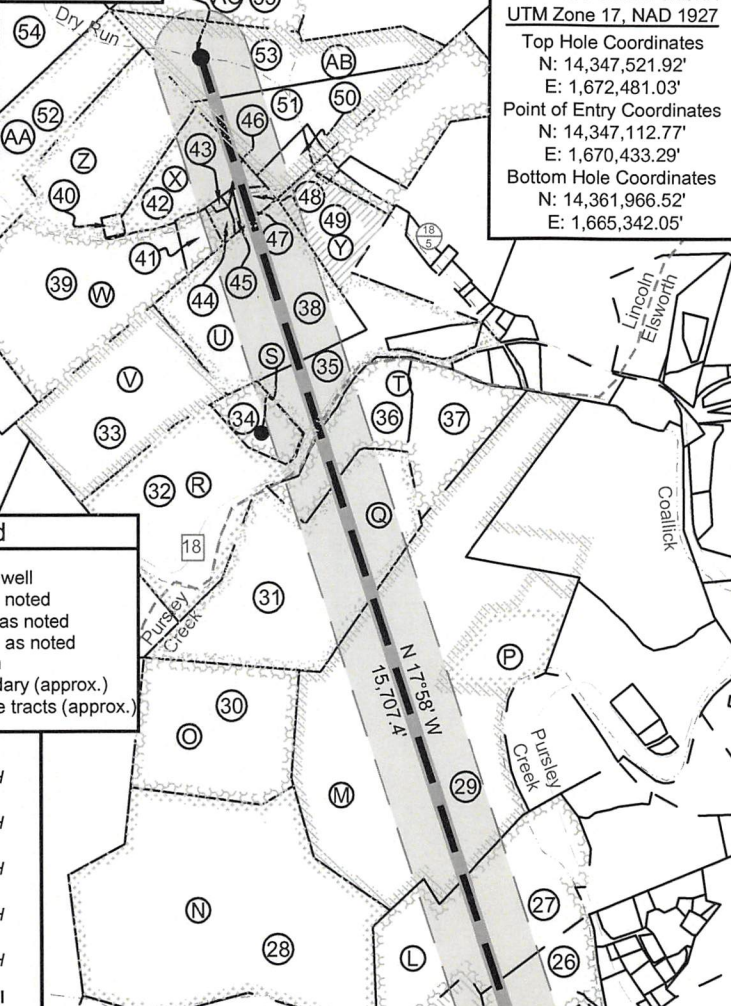 UTM Zone 17, NAD 1927
Top Hole Coordinates
N: 14,347,521.92'
E: 1,672,481.03'
Point of Entry Coordinates
N: 14,347,112.77'
E: 1,670,433.29'
Bottom Hole Coordinates
N: 14,361,966.52'
E: 1,665,342.05'
54
Dry Run
53
AB
52
AA
51
50
46
Z
43
X
40
42
48
49
Y
47
41
18
5
39
W
44
45
38
Lincoln
Elsworth
U
S
35
V
T
34
36
37
33
32
R
Q
Coallick
18
well
noted
as noted
as noted
dary (approx.)
e tracts (approx.)
31
Pursley
Creek
P
N 17°58' W
15,707.4'
30
O
Pursley
Creek
M
29
N
27
28
L
26